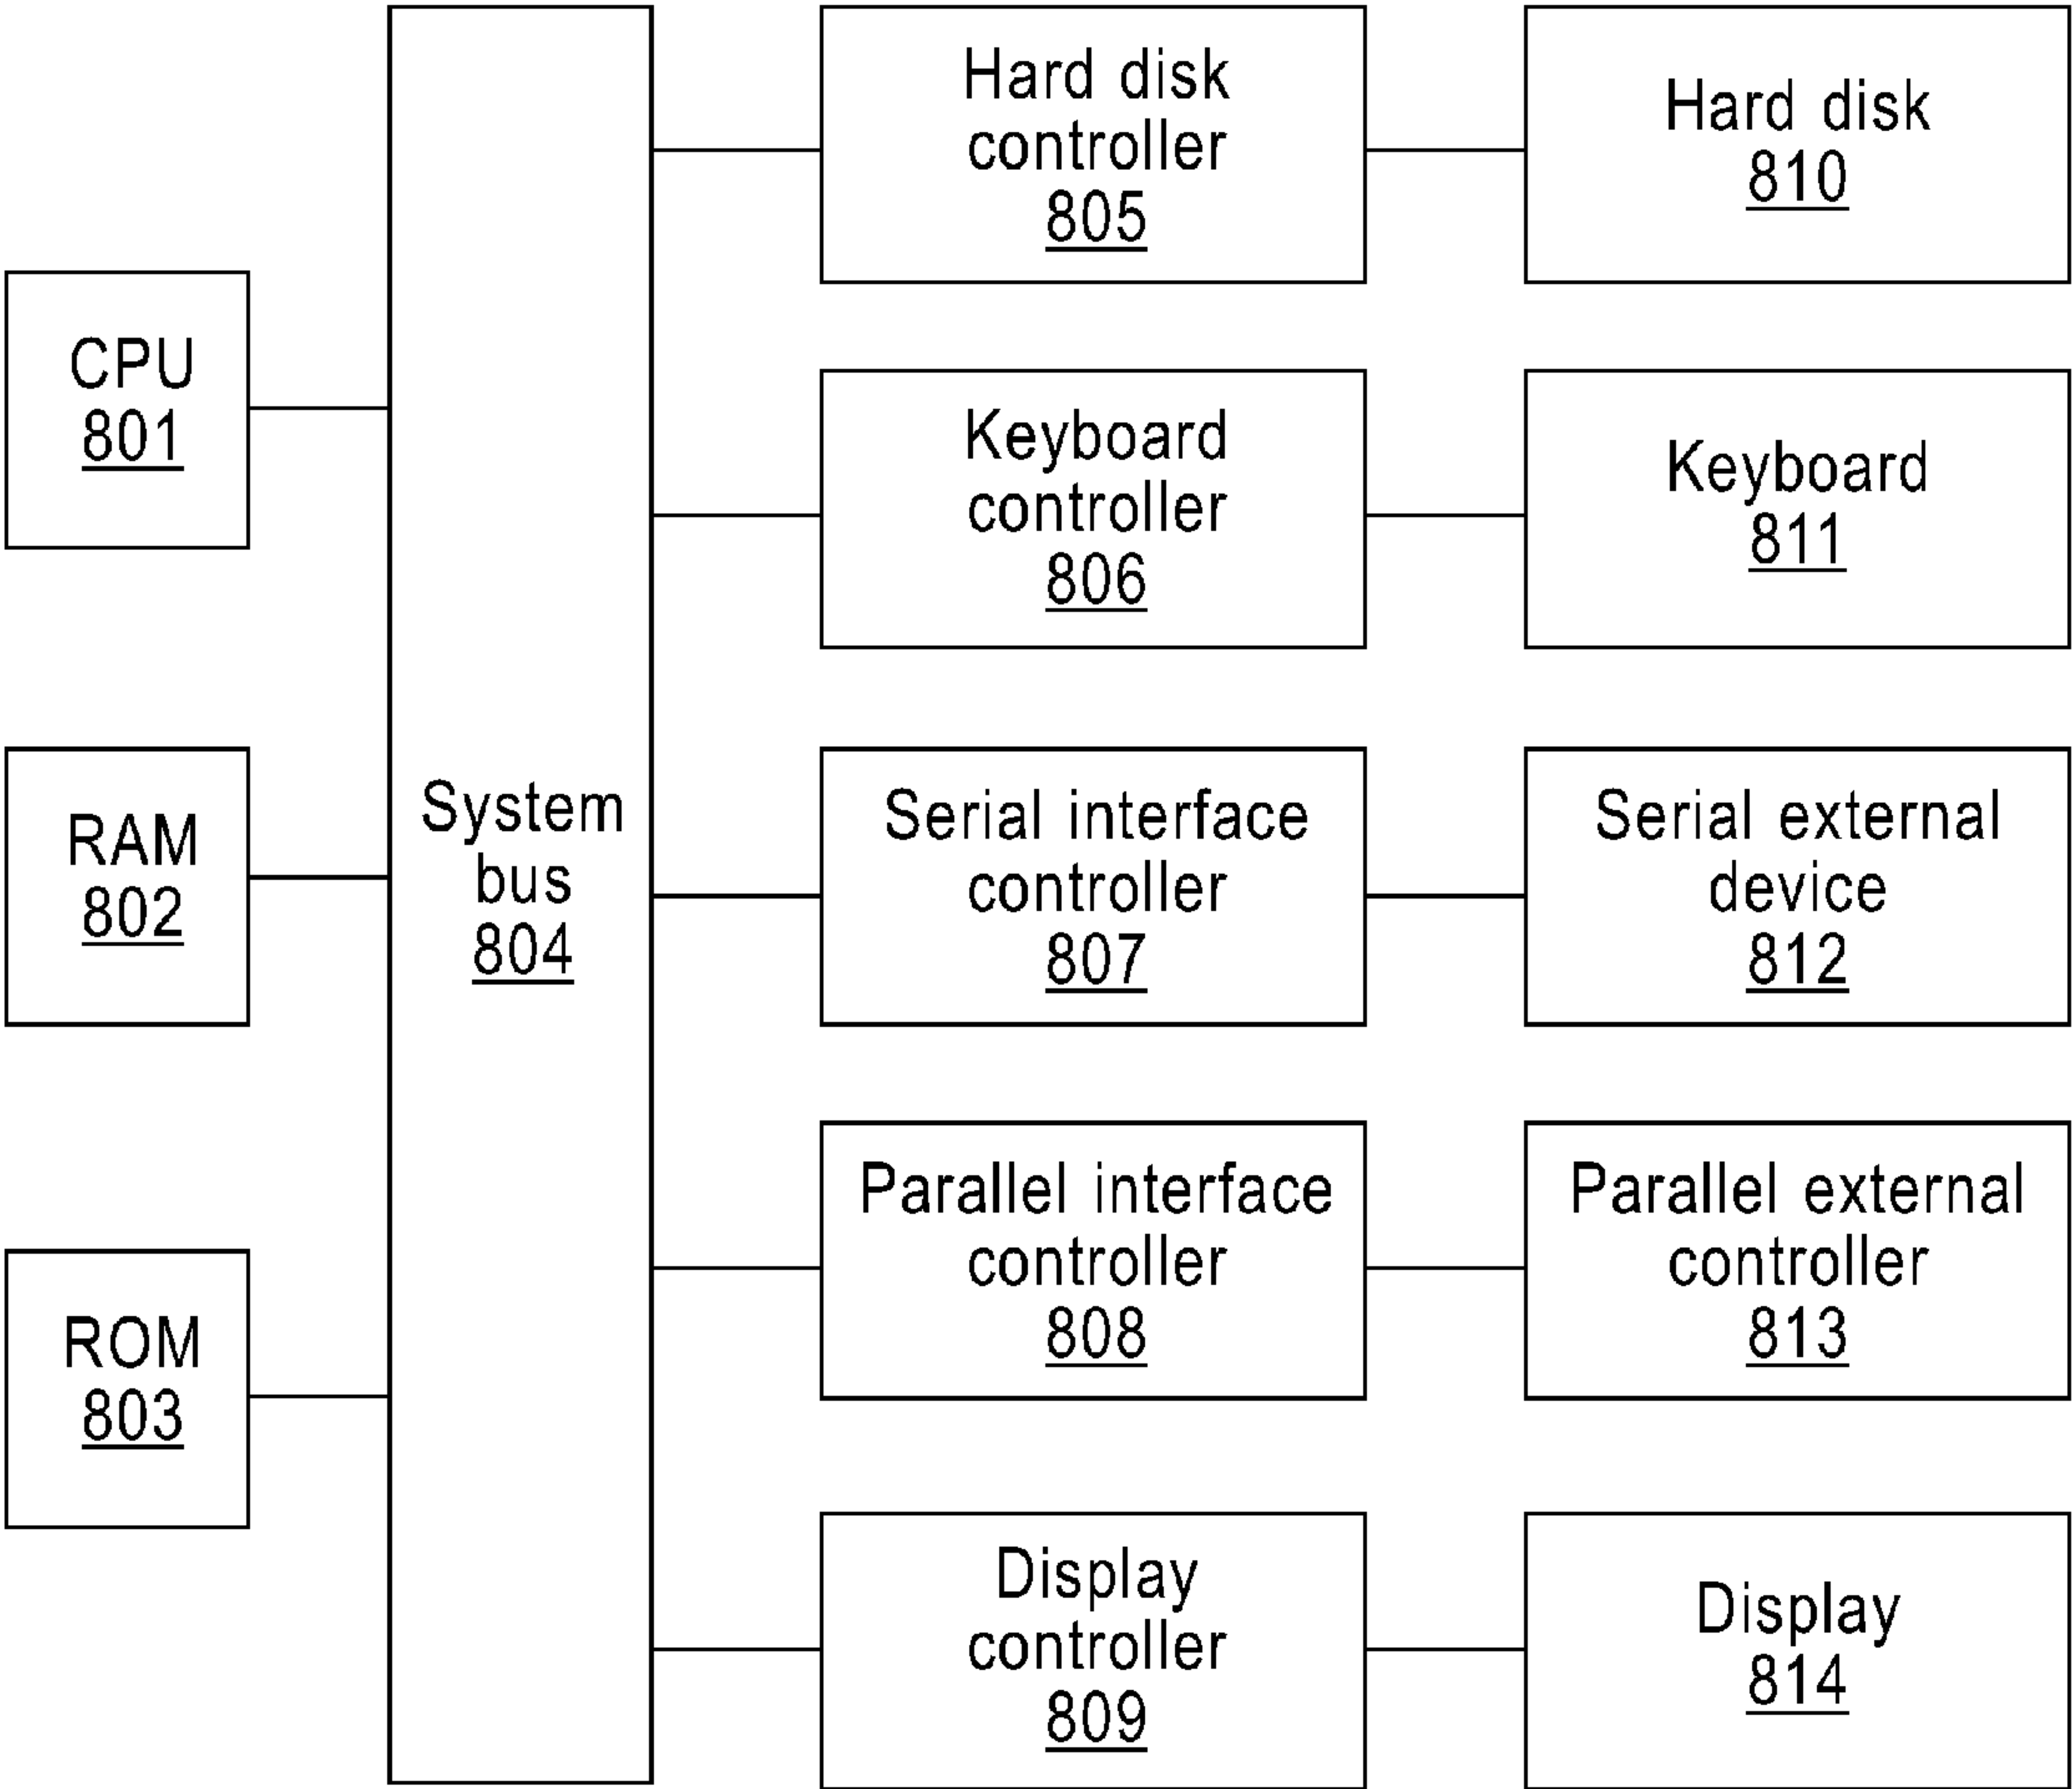 CPU
801
RAM
802
ROM
803
System
bus
804
Hard disk
controller
805
Hard disk
810
Keyboard
controller
806
Keyboard
811
Serial interface
controller
807
Serial external
device
812
Parallel interface
controller
808
Parallel external
controller
813
Display
controller
809
Display
814